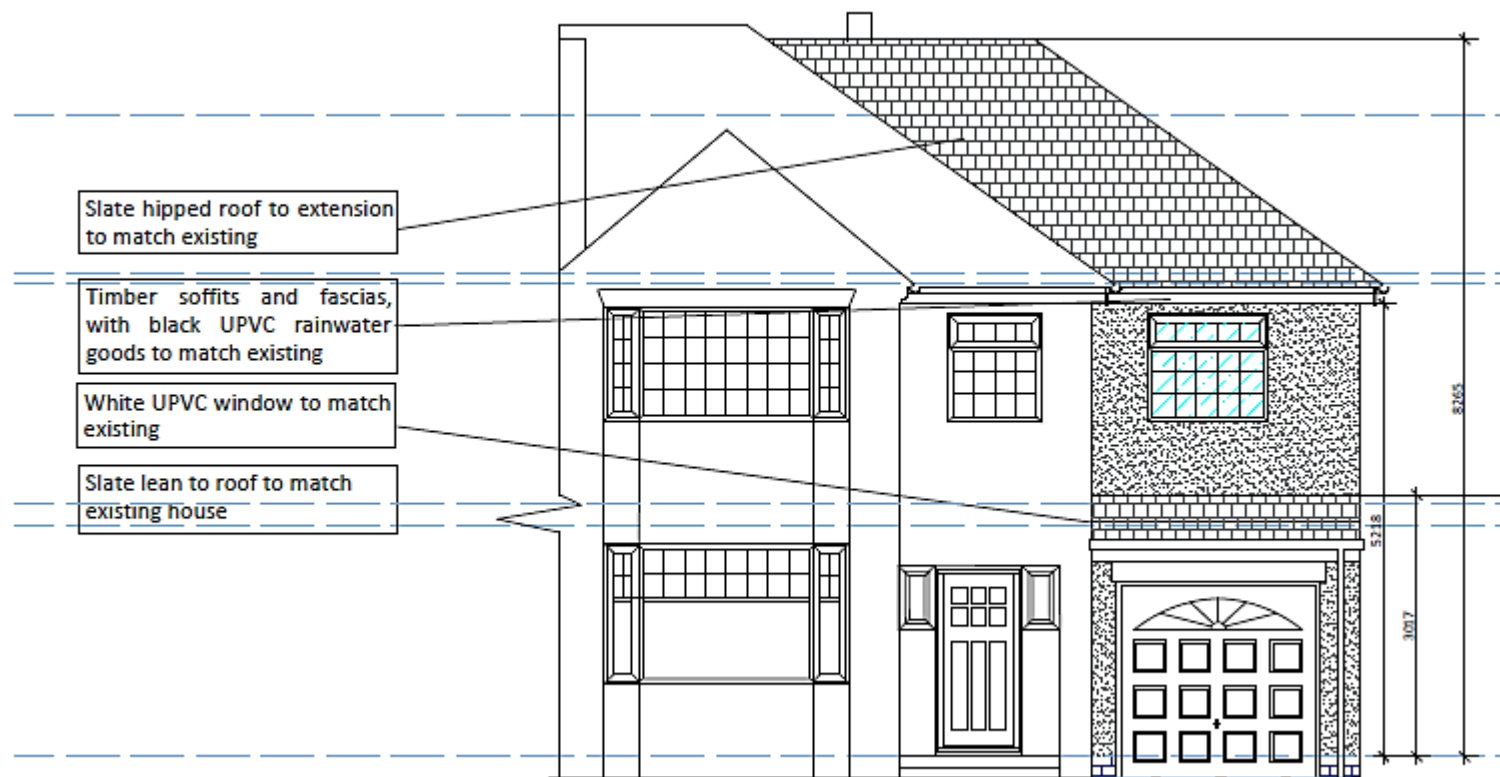 Slate hipped roof to extension
to match existing
Timber soffits and fascias,
with black UPVC rainwater
goods to match existing
White UPVC window to match
existing
Slate lean to roof to match
existing house
8265
5218
3017